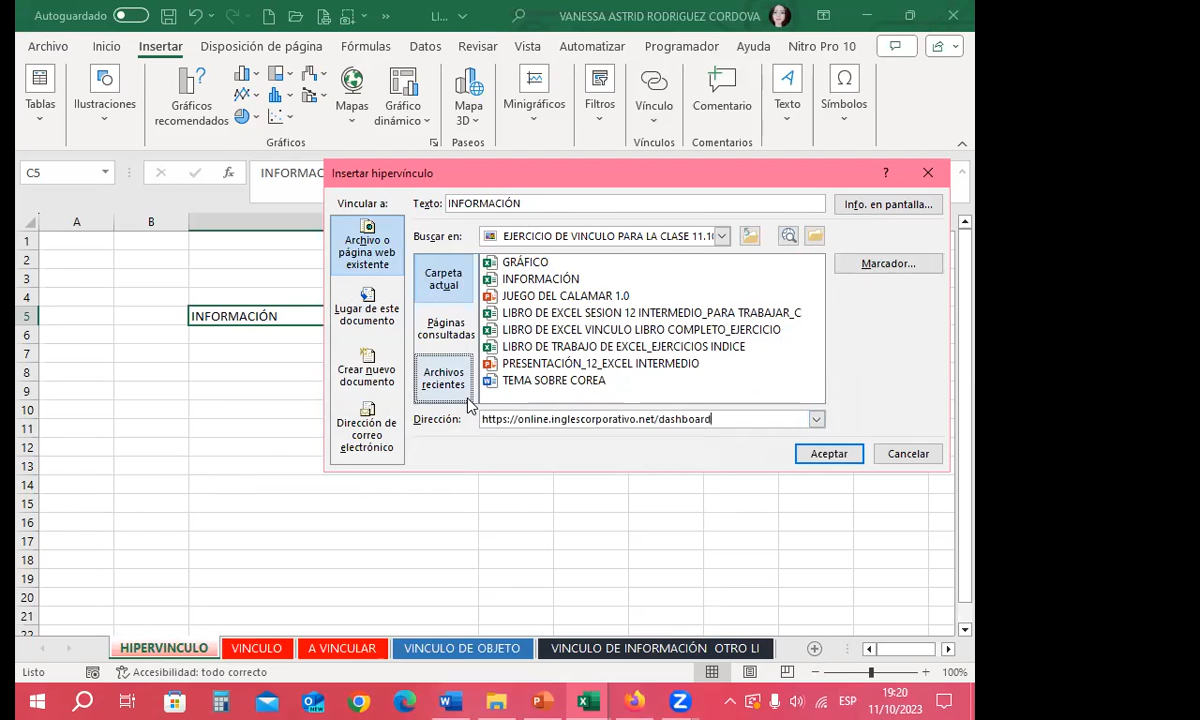 Autoguardado
LI...
VANESSA ASTRID RODRIGUEZ CORDOVA
Archivo Inicio Insertar Disposición de página Fórmulas Datos Revisar Vista Automatizar Programador Ayuda Nitro Pro 10
Tablas
Ilustraciones
Gráficos recomendados
Mapas
Gráfico dinámico
Mapa 3D
Minigráficos
Filtros
Vínculo
Comentario
Texto
Símbolos
Gráficos Paseos Vínculos Comentarios
C5 fx INFORMAC
Insertar hipervínculo ?
Vincular a: Texto: INFORMACIÓN Info. en pantalla...
Archivo o página web existente
Buscar en: EJERCICIO DE VINCULO PARA LA CLASE 11.10
Marcador...
Carpeta actual
GRÁFICO
INFORMACIÓN
JUEGO DEL CALAMAR 1.0
LIBRO DE EXCEL SESION 12 INTERMEDIO_PARA TRABAJAR_C
LIBRO DE EXCEL VINCULO LIBRO COMPLETO_EJERCICIO
LIBRO DE TRABAJO DE EXCEL_EJERCICIOS INDICE
PRESENTACIÓN_12_EXCEL INTERMEDIO
TEMA SOBRE COREA
Páginas consultadas
Archivos recientes
Lugar de este documento
Crear nuevo documento
Dirección de correo electrónico
Dirección: https://online.inglescorporativo.net/dashboard
Aceptar Cancelar
A B
1
2
3
4
5 INFORMACIÓN
6
7
8
9
10
11
12
13
14
15
16
17
18
19
20
21
22
HIPERVINCULO VINCULO A VINCULAR VINCULO DE OBJETO VINCULO DE INFORMACIÓN OTRO LI
Listo Accesibilidad: todo correcto 100%
ESP
19:20
11/10/2023